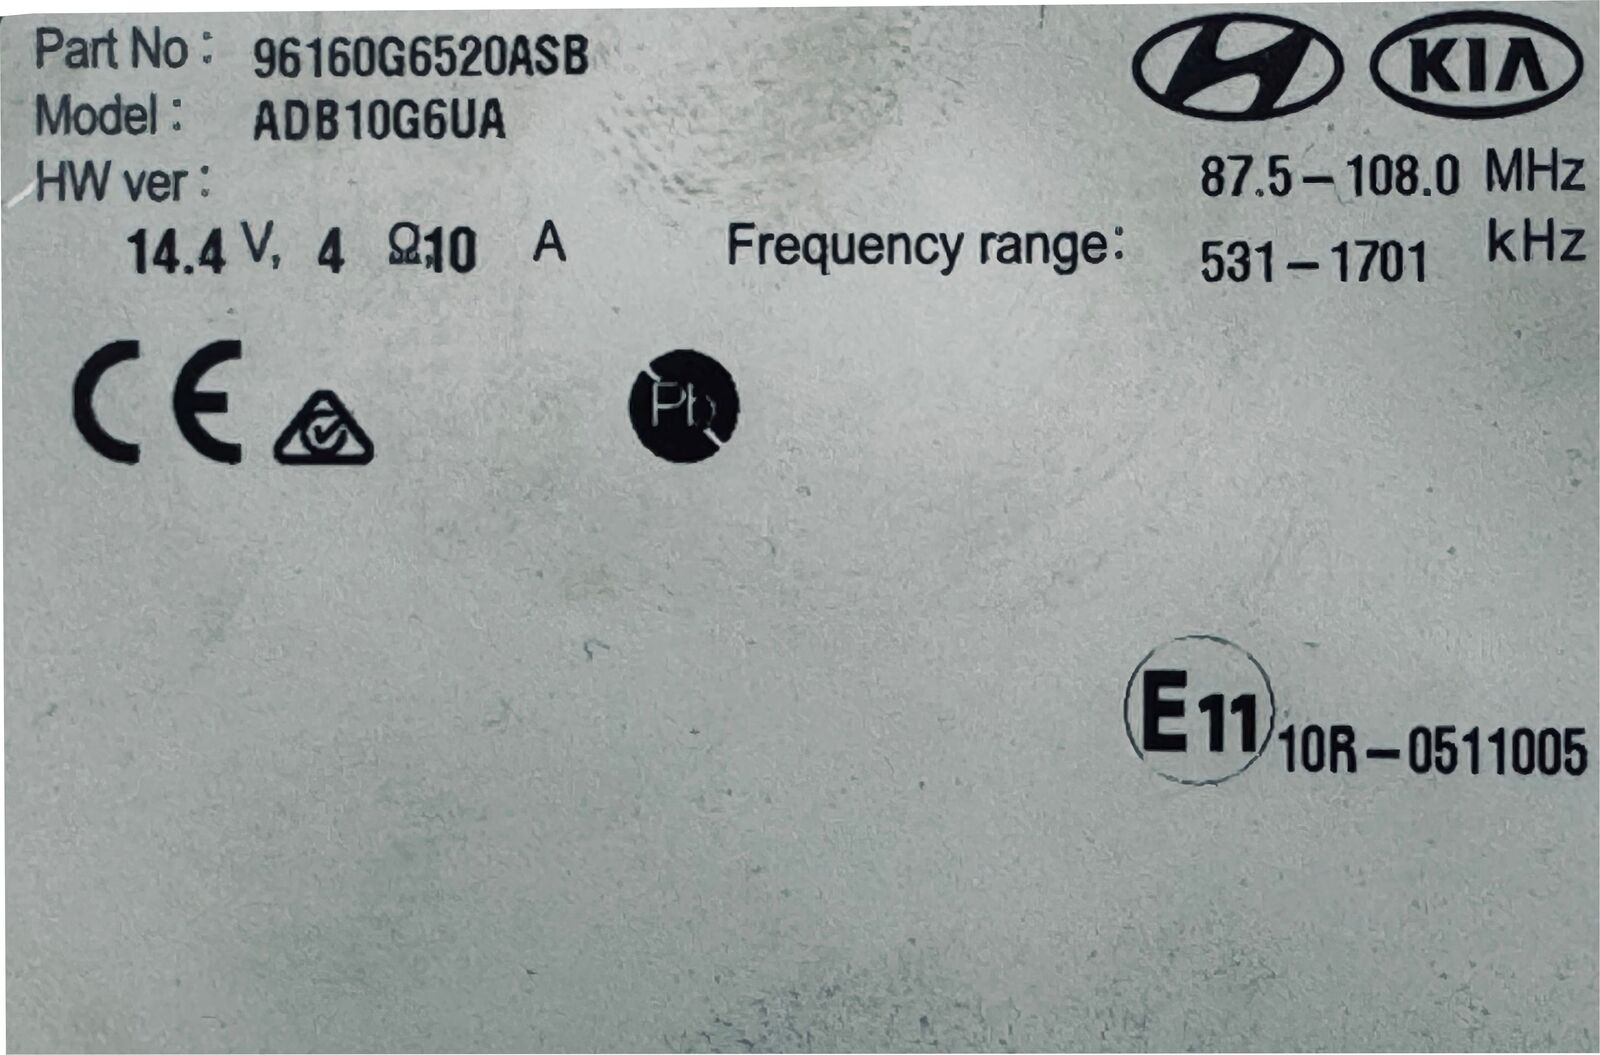 Part No : 96160G6520ASB
Model : ADB10G6UA
HW ver :
14.4 V, 4 Ω,10 A
KIA
87.5–108.0 MHz
Frequency range: 531–1701 kHz
CE
Pb
E11 10R–0511005